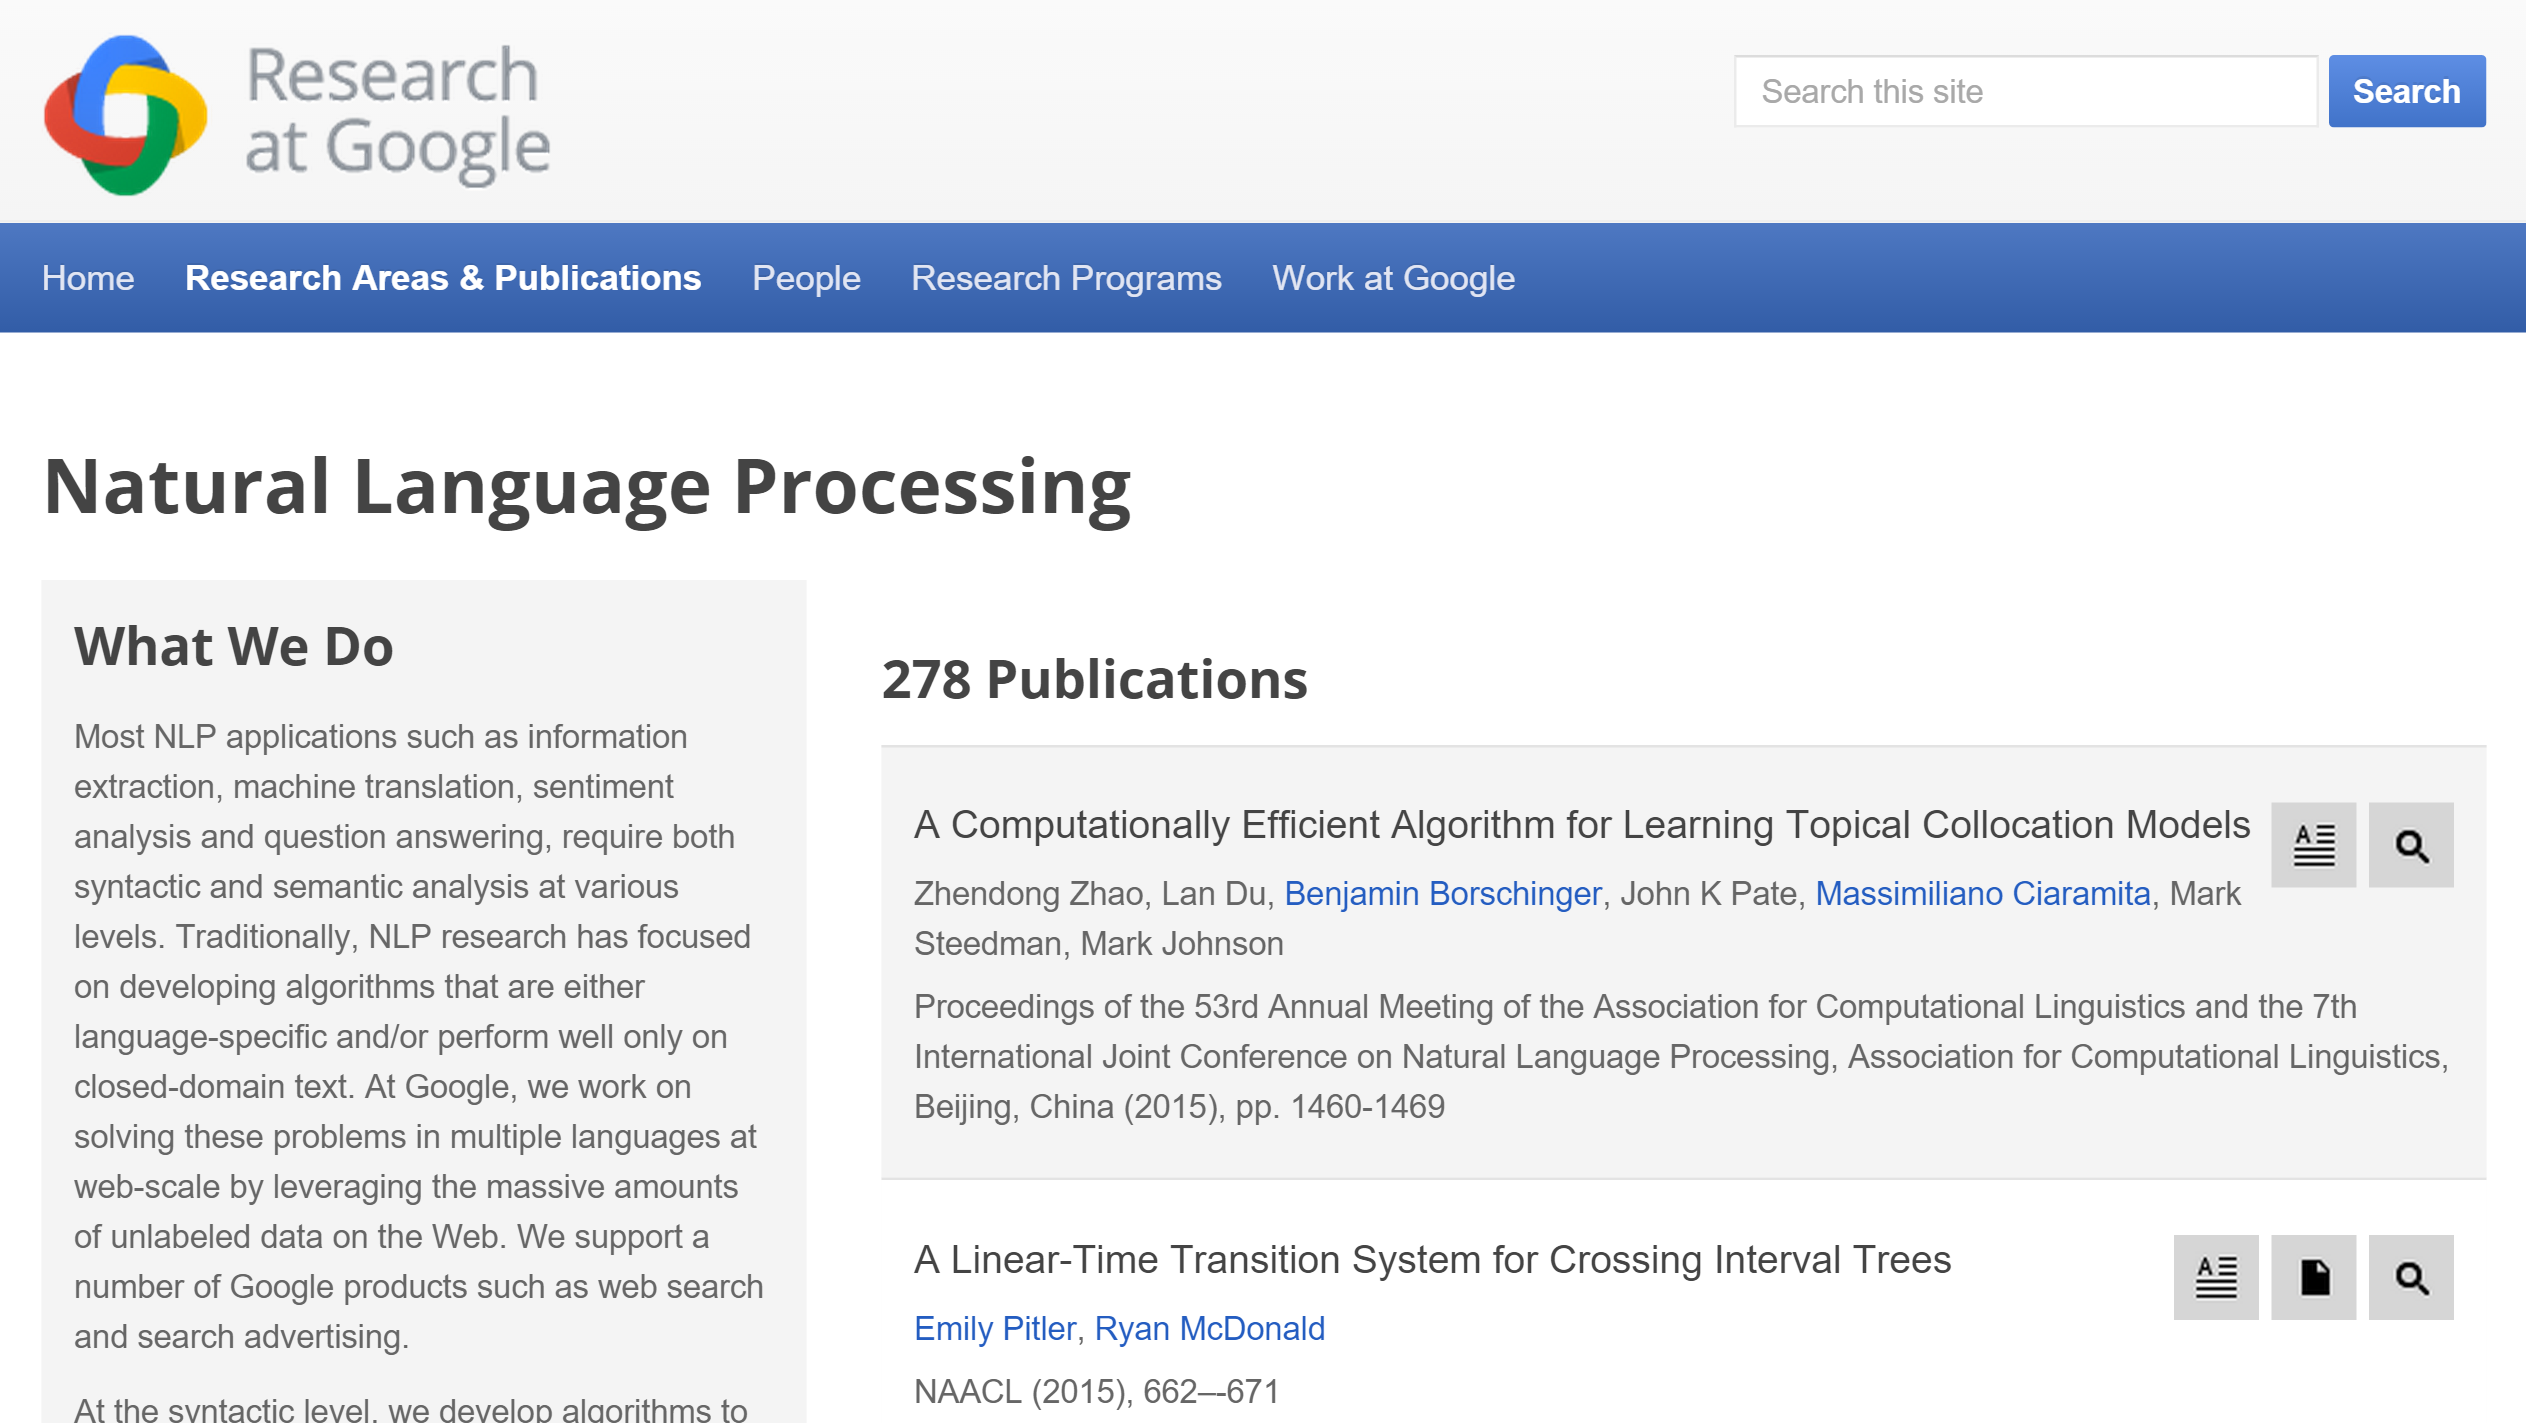 Research
at Google
Search this site
Search
Home Research Areas & Publications People Research Programs Work at Google
Natural Language Processing
What We Do
Most NLP applications such as information
extraction, machine translation, sentiment
analysis and question answering, require both
syntactic and semantic analysis at various
levels. Traditionally, NLP research has focused
on developing algorithms that are either
language-specific and/or perform well only on
closed-domain text. At Google, we work on
solving these problems in multiple languages at
web-scale by leveraging the massive amounts
of unlabeled data on the Web. We support a
number of Google products such as web search
and search advertising.
At the syntactic level, we develop algorithms to
278 Publications
A Computationally Efficient Algorithm for Learning Topical Collocation Models
Zhendong Zhao, Lan Du, Benjamin Borschinger, John K Pate, Massimiliano Ciaramita, Mark
Steedman, Mark Johnson
Proceedings of the 53rd Annual Meeting of the Association for Computational Linguistics and the 7th
International Joint Conference on Natural Language Processing, Association for Computational Linguistics,
Beijing, China (2015), pp. 1460-1469
A Linear-Time Transition System for Crossing Interval Trees
Emily Pitler, Ryan McDonald
NAACL (2015), 662–-671